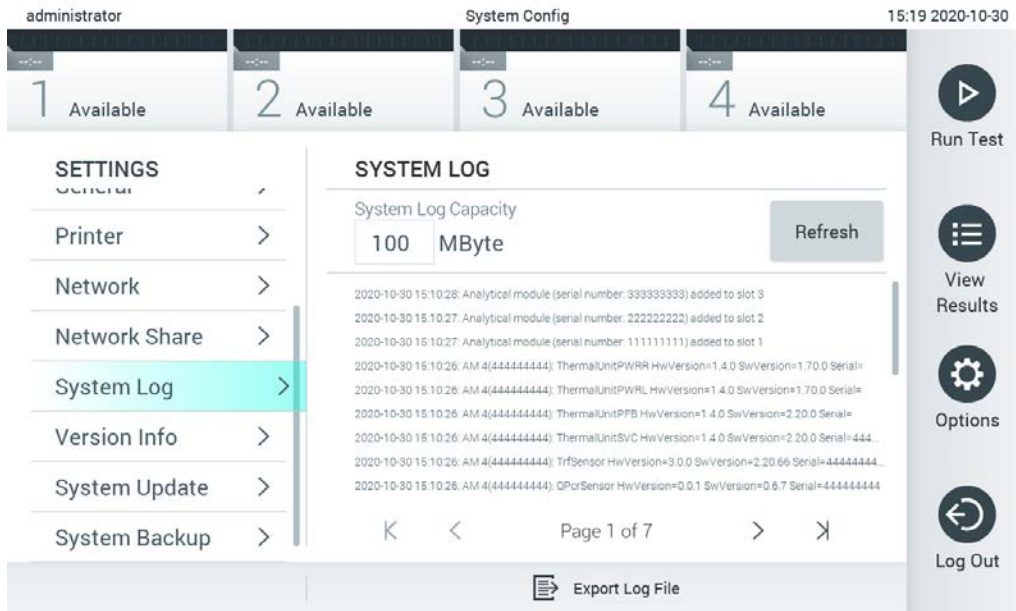 administrator
System Config
15:19 2020-10-30
--:--
--:--
--:--
--:--
1 Available
2 Available
3 Available
4 Available
Run Test
View
Results
Options
Log Out
SETTINGS
General
Printer
Network
Network Share
System Log
Version Info
System Update
System Backup
SYSTEM LOG
System Log Capacity
100 MByte
Refresh
2020-10-30 15:10:28: Analytical module (serial number: 333333333) added to slot 3
2020-10-30 15:10:27: Analytical module (serial number: 222222222) added to slot 2
2020-10-30 15:10:27: Analytical module (serial number: 111111111) added to slot 1
2020-10-30 15:10:26: AM 4(444444444): ThermalUnitPWRR HwVersion=1.4.0 SwVersion=1.70.0 Serial=
2020-10-30 15:10:26: AM 4(444444444): ThermalUnitPWRL HwVersion=1.4.0 SwVersion=1.70.0 Serial=
2020-10-30 15:10:26: AM 4(444444444): ThermalUnitPFB HwVersion=1.4.0 SwVersion=2.20.0 Serial=
2020-10-30 15:10:26: AM 4(444444444): ThermalUnitSVC HwVersion=1.4.0 SwVersion=2.20.0 Serial=444...
2020-10-30 15:10:26: AM 4(444444444): TrfSensor HwVersion=3.0.0 SwVersion=2.20.66 Serial=44444444...
2020-10-30 15:10:26: AM 4(444444444): QPcrSensor HwVersion=0.0.1 SwVersion=0.6.7 Serial=444444444
Page 1 of 7
Export Log File